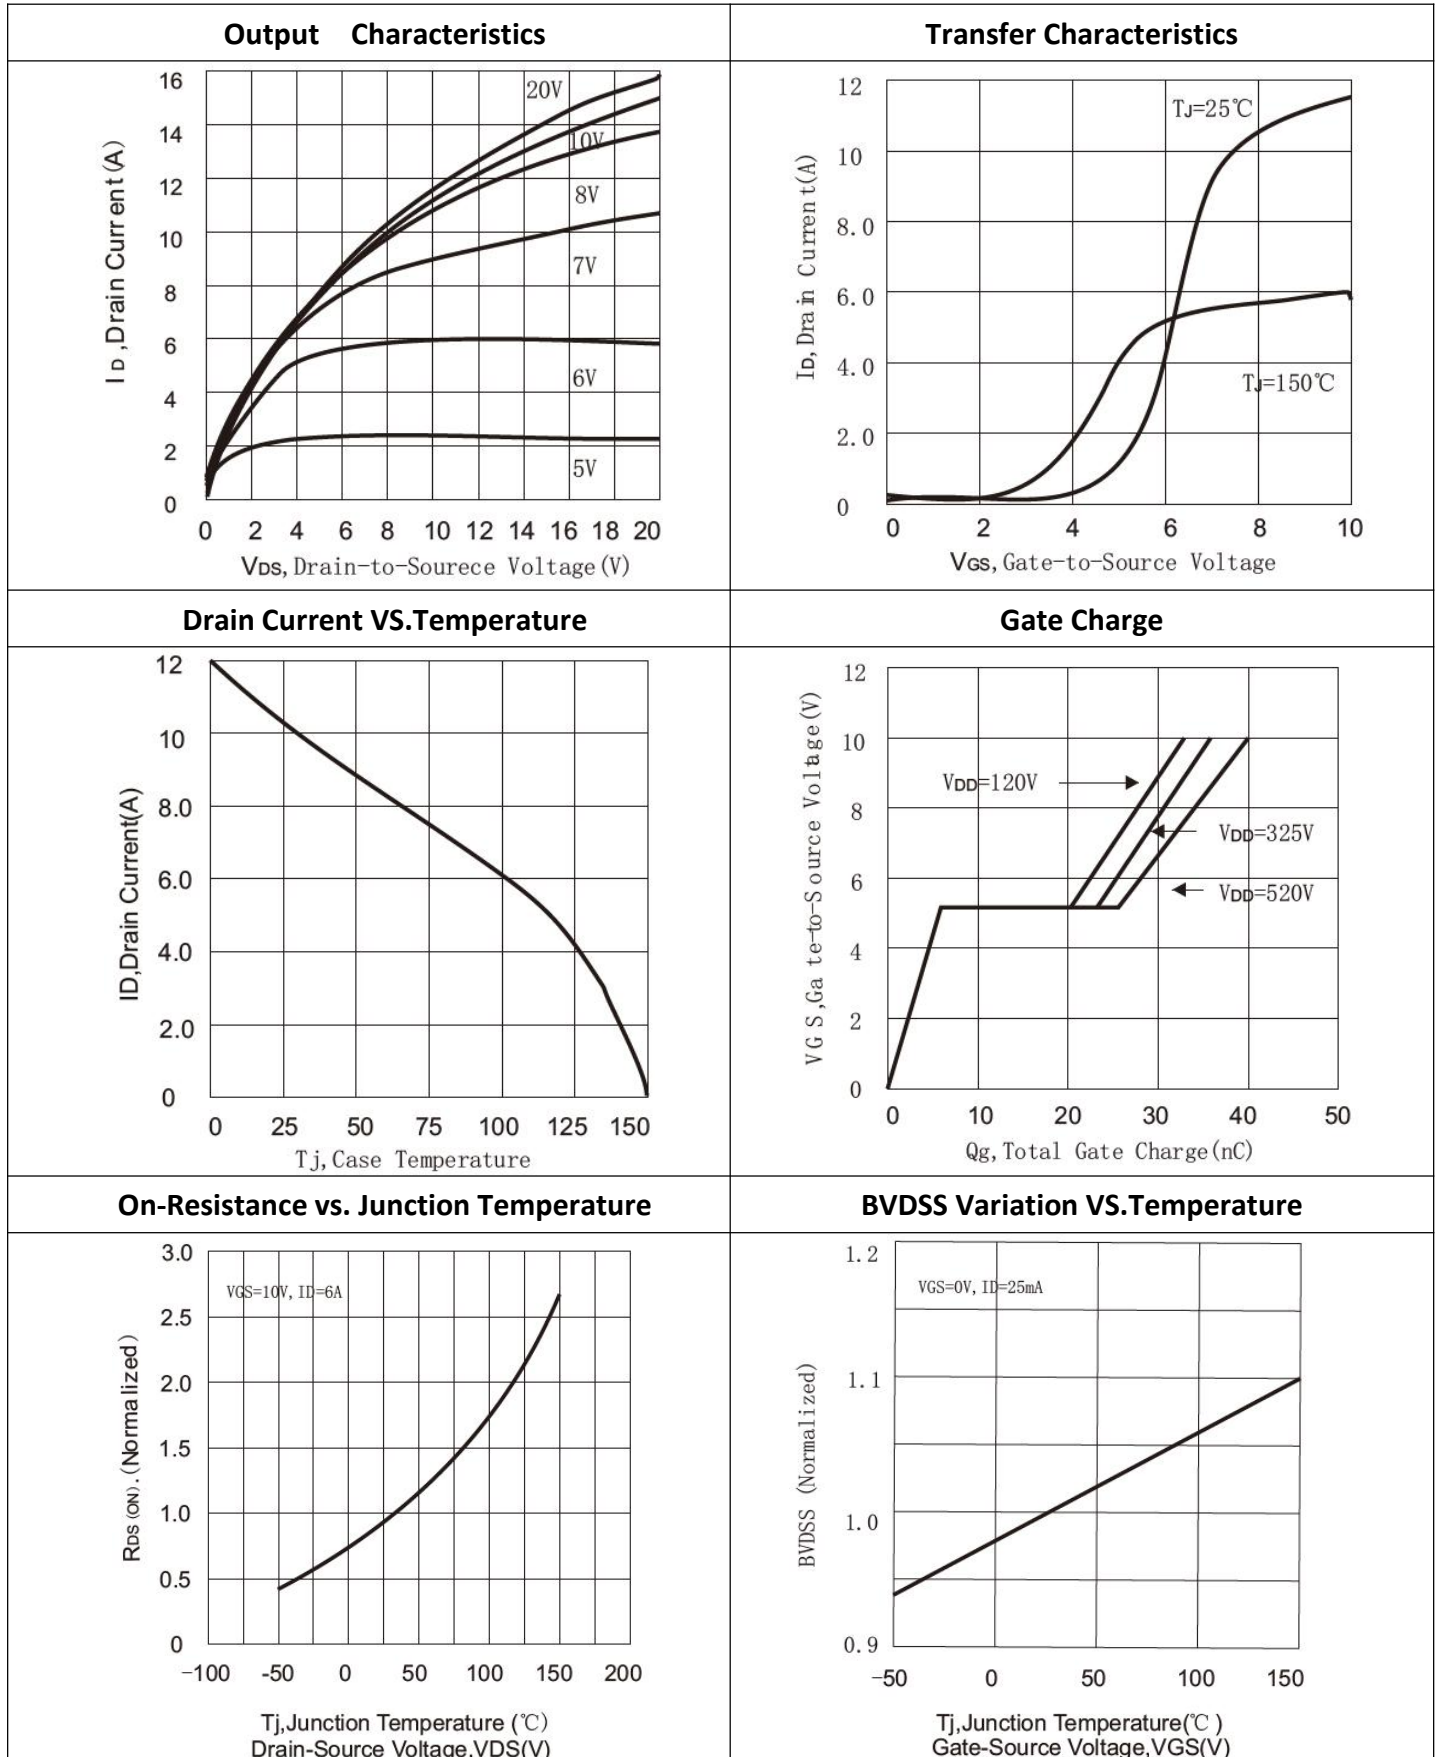 Output Characteristics
16
14
12
10
8
6
4
2
0
20V
10V
8V
7V
6V
5V
0 2 4 6 8 10 12 14 16 18 20
ID,Drain Current(A)
VDS,Drain-to-Sourece Voltage(V)
Transfer Characteristics
12
10
8.0
6.0
4.0
2.0
0
TJ=25℃
TJ=150℃
0 2 4 6 8 10
ID,Drain Current(A)
VGS,Gate-to-Source Voltage
Drain Current VS.Temperature
12
10
8.0
6.0
4.0
2.0
0
0 25 50 75 100 125 150
ID,Drain Current(A)
Tj,Case Temperature
Gate Charge
12
10
8
6
4
2
0
VDD=120V
VDD=325V
VDD=520V
0 10 20 30 40 50
VGS,Gate-to-Source Voltage(V)
Qg,Total Gate Charge(nC)
On-Resistance vs. Junction Temperature
3.0
2.5
2.0
1.5
1.0
0.5
0
VGS=10V,ID=6A
-100 -50 0 50 100 150 200
RDS(ON).(Normalized)
Tj,Junction Temperature (℃)
Drain-Source Voltage,VDS(V)
BVDSS Variation VS.Temperature
1.2
1.1
1.0
0.9
VGS=0V,ID=25mA
-50 0 50 100 150
BVDSS (Normalized)
Tj,Junction Temperature(℃ )
Gate-Source Voltage,VGS(V)